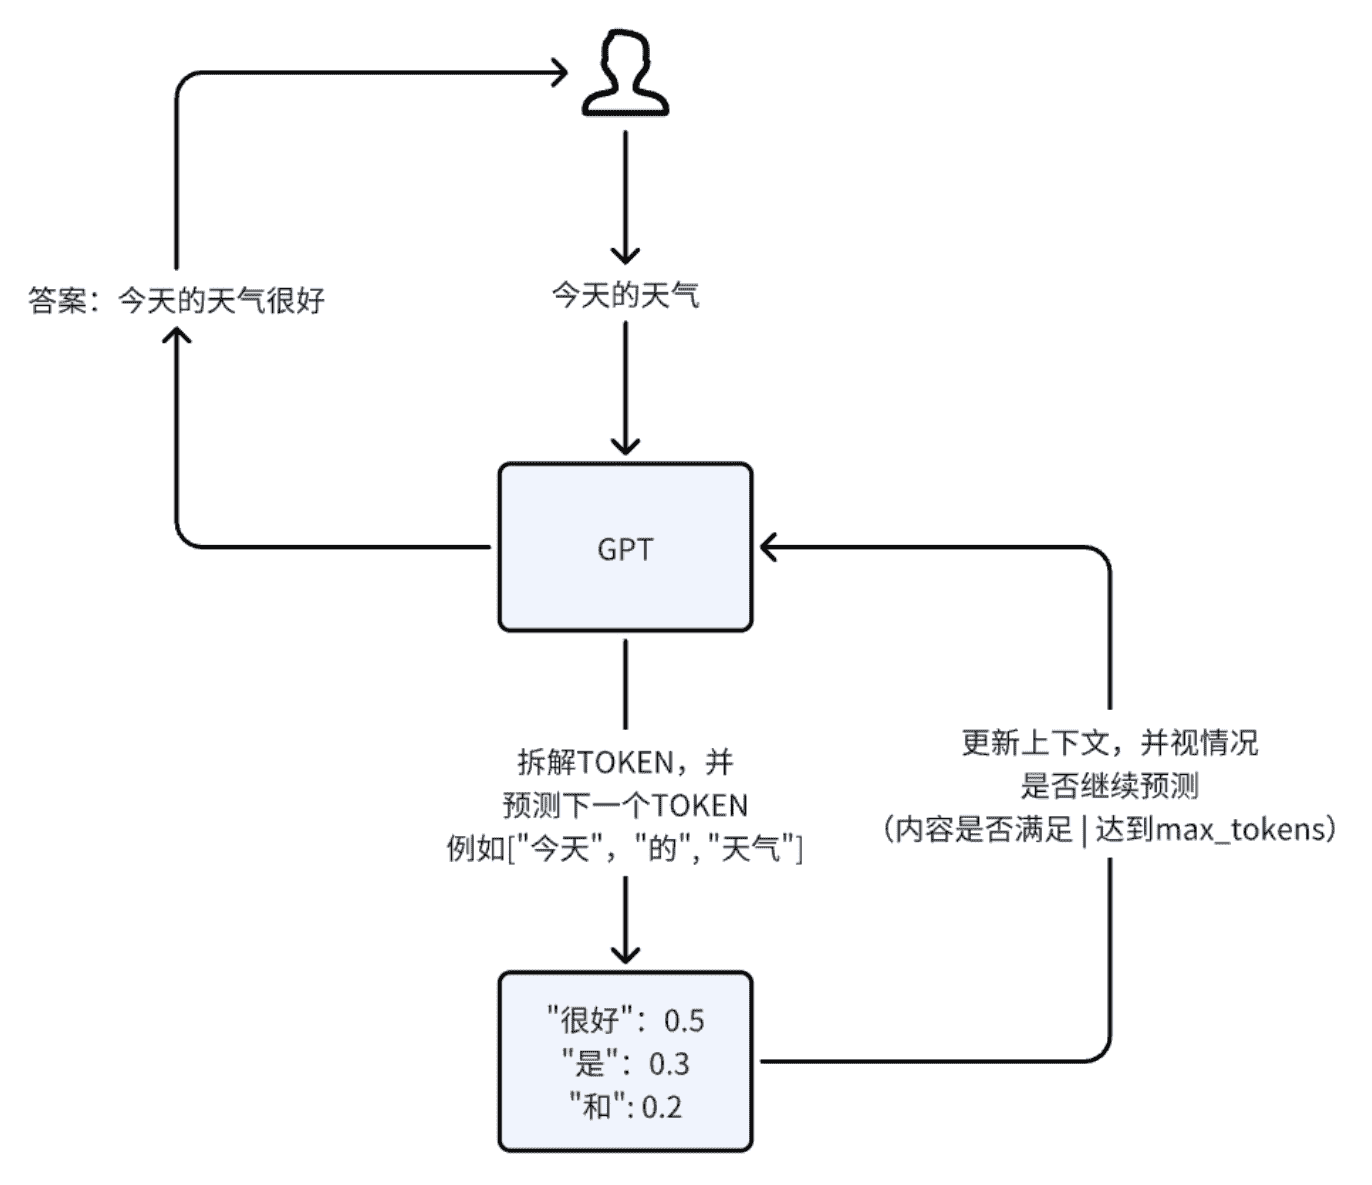 今天的天气
答案：今天的天气很好
GPT
拆解TOKEN，并
预测下一个TOKEN
例如["今天"，"的", "天气"]
更新上下文，并视情况
是否继续预测
（内容是否满足 | 达到max_tokens）
"很好"：0.5
"是"：0.3
"和": 0.2